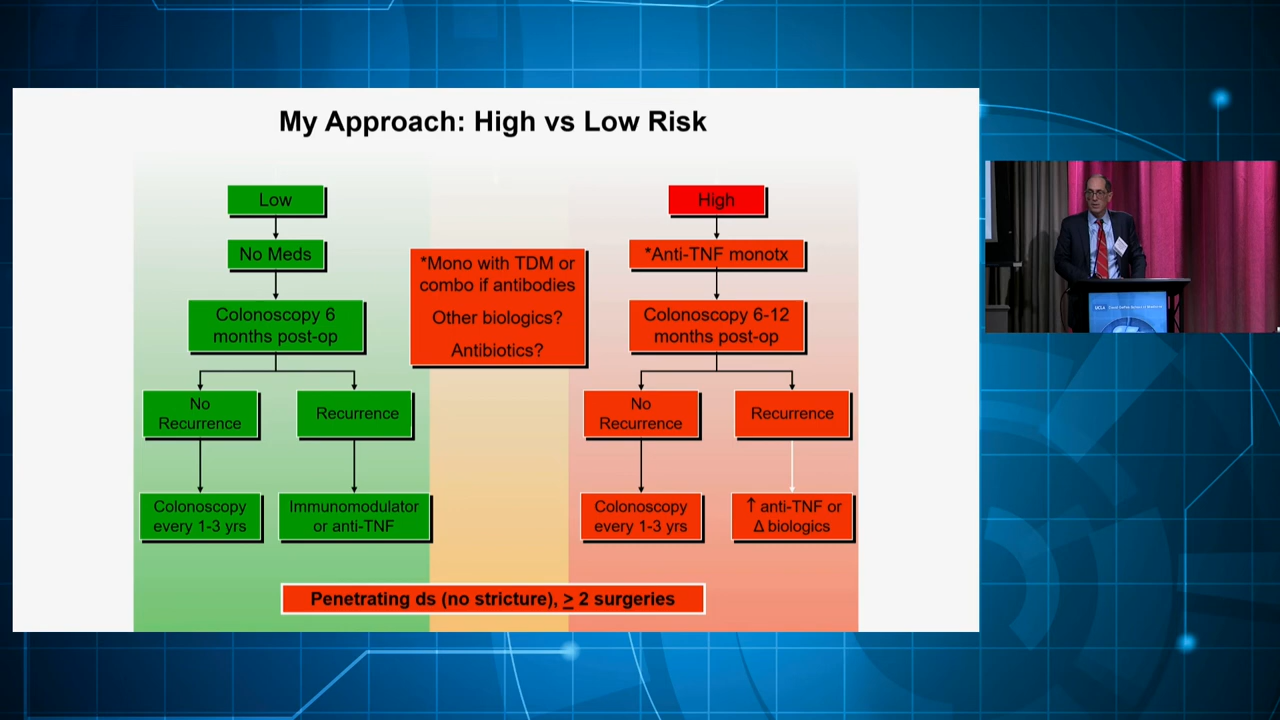 My Approach: High vs Low Risk
Low
No Meds
Colonoscopy 6
months post-op
No
Recurrence
Recurrence
Colonoscopy
every 1-3 yrs
Immunomodulator
or anti-TNF
*Mono with TDM or
combo if antibodies
Other biologics?
Antibiotics?
High
*Anti-TNF monotx
Colonoscopy 6-12
months post-op
No
Recurrence
Recurrence
Colonoscopy
every 1-3 yrs
↑ anti-TNF or
Δ biologics
Penetrating ds (no stricture), ≥ 2 surgeries
UCLA